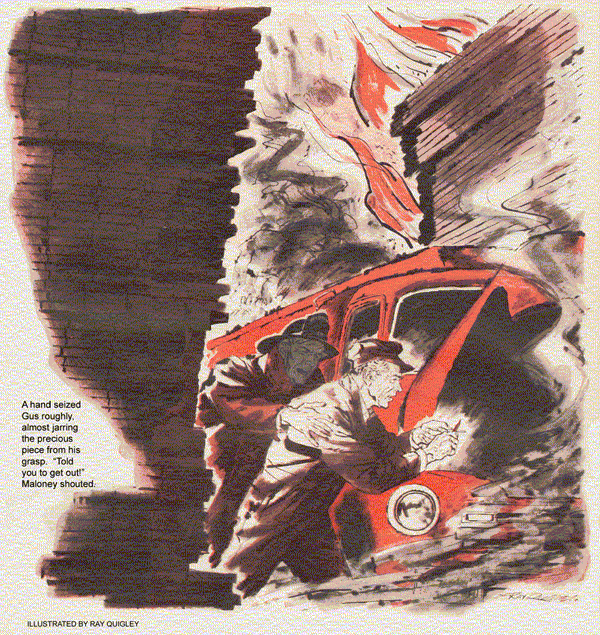 A hand seized
Gus roughly,
almost jarring
the precious
piece from his
grasp. "Told
you to get out!"
Maloney shouted.
ILLUSTRATED BY RAY QUIGLEY